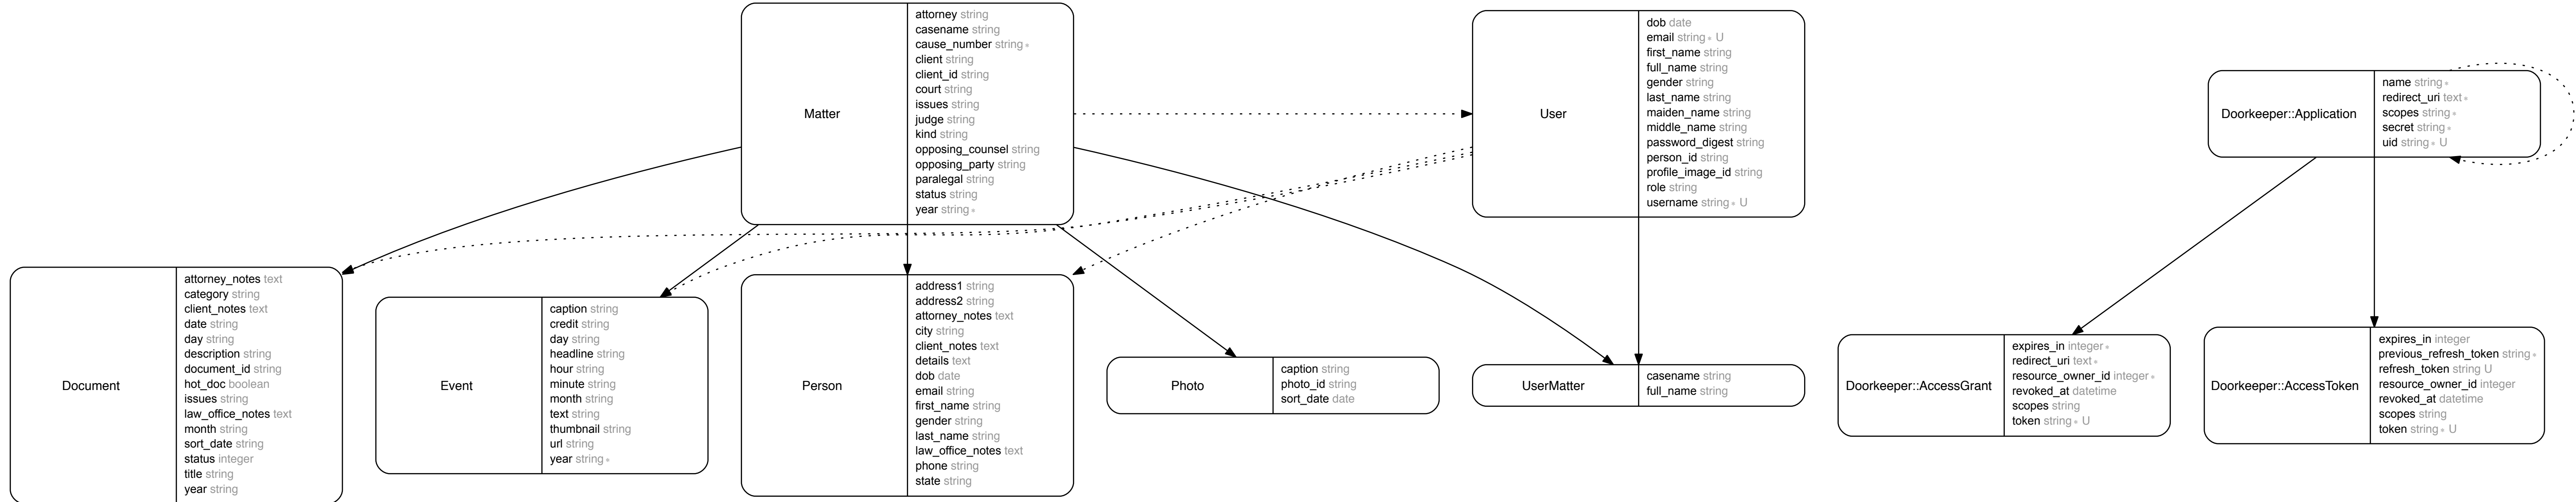 Matter
attorney string
casename string
cause_number string∗
client string
client_id string
court string
issues string
judge string
kind string
opposing_counsel string
opposing_party string
paralegal string
status string
year string∗
User
dob date
email string∗ U
first_name string
full_name string
gender string
last_name string
maiden_name string
middle_name string
password_digest string
person_id string
profile_image_id string
role string
username string∗ U
Doorkeeper::Application
name string∗
redirect_uri text∗
scopes string∗
secret string∗
uid string∗ U
Document
attorney_notes text
category string
client_notes text
date string
day string
description string
document_id string
hot_doc boolean
issues string
law_office_notes text
month string
sort_date string
status integer
title string
year string
Event
caption string
credit string
day string
headline string
hour string
minute string
month string
text string
thumbnail string
url string
year string∗
Person
address1 string
address2 string
attorney_notes text
city string
client_notes text
details text
dob date
email string
first_name string
gender string
last_name string
law_office_notes text
phone string
state string
Photo
caption string
photo_id string
sort_date date
UserMatter
casename string
full_name string
Doorkeeper::AccessGrant
expires_in integer∗
redirect_uri text∗
resource_owner_id integer∗
revoked_at datetime
scopes string
token string∗ U
Doorkeeper::AccessToken
expires_in integer
previous_refresh_token string∗
refresh_token string U
resource_owner_id integer
revoked_at datetime
scopes string
token string∗ U